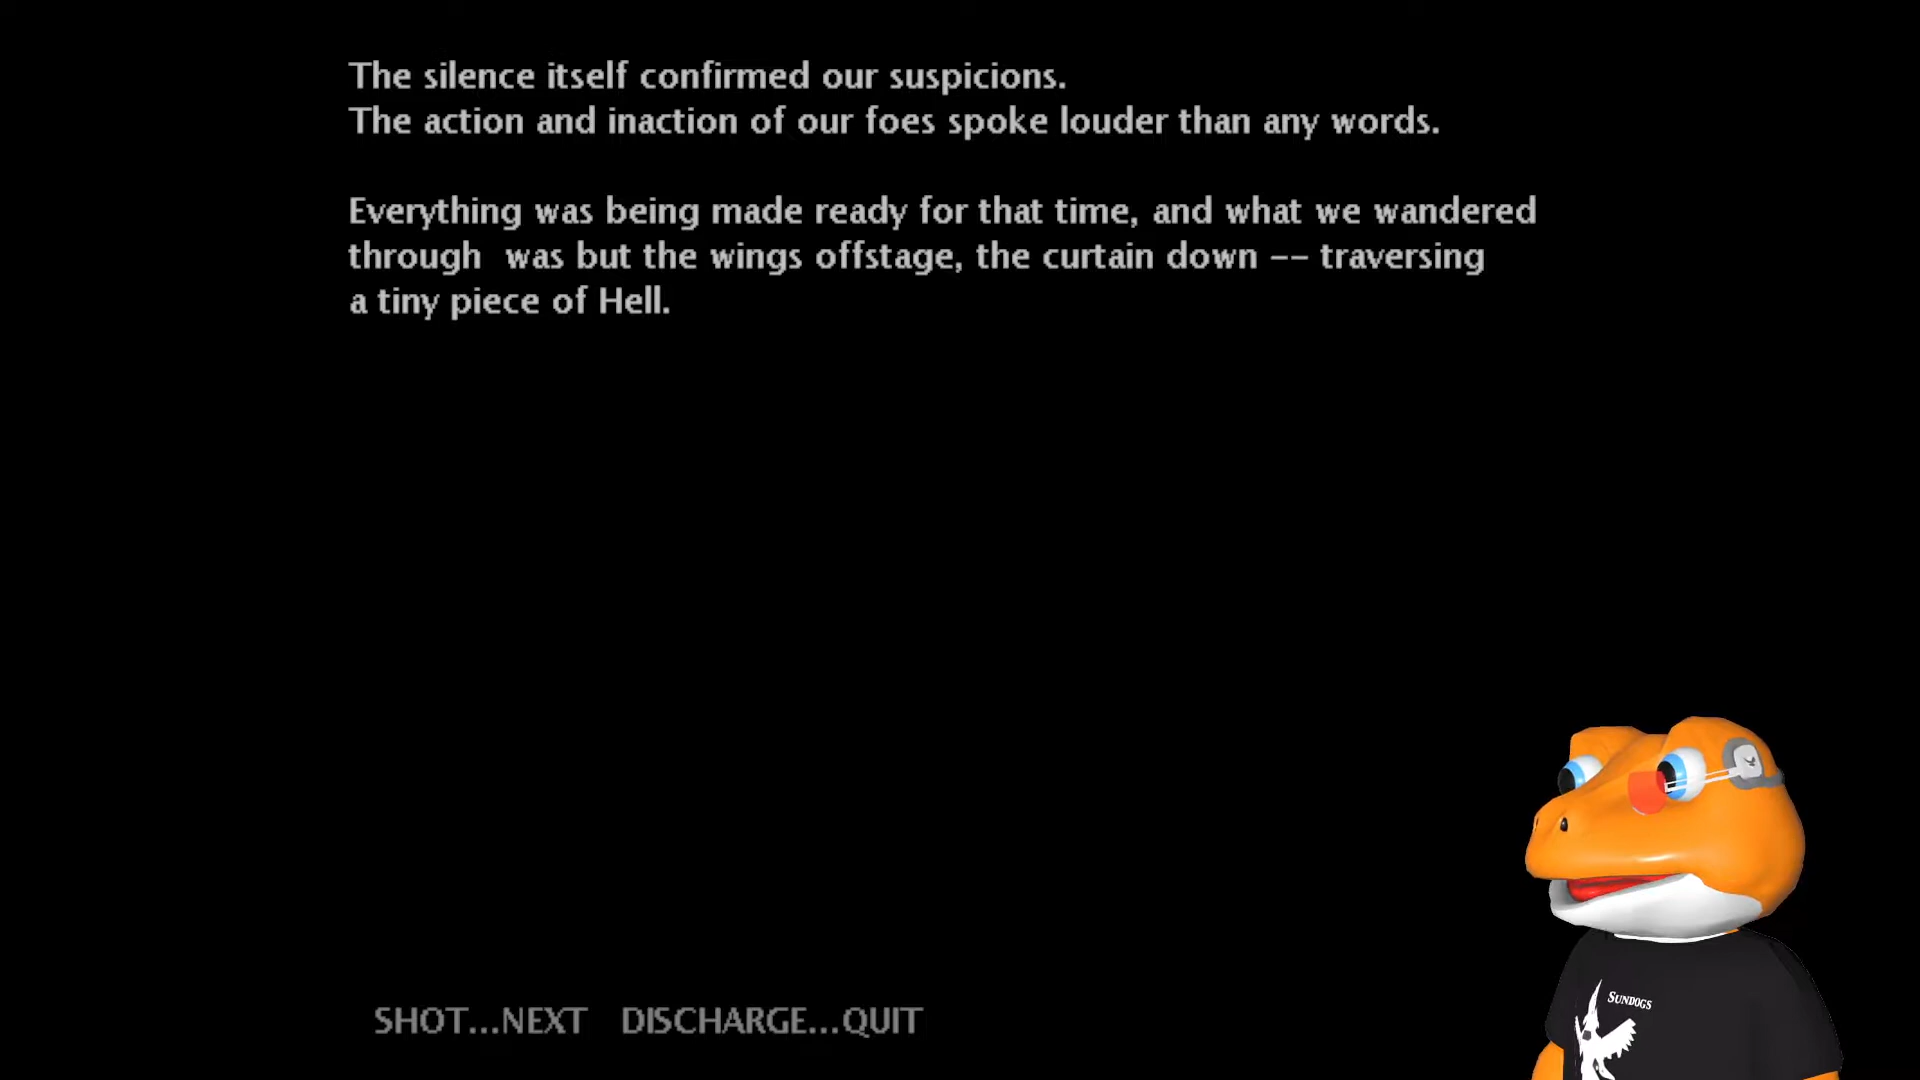 The silence itself confirmed our suspicions.
The action and inaction of our foes spoke louder than any words.
Everything was being made ready for that time, and what we wandered
through  was but the wings offstage, the curtain down -- traversing
a tiny piece of Hell.
SHOT...NEXT DISCHARGE...QUIT
SUNDOGS